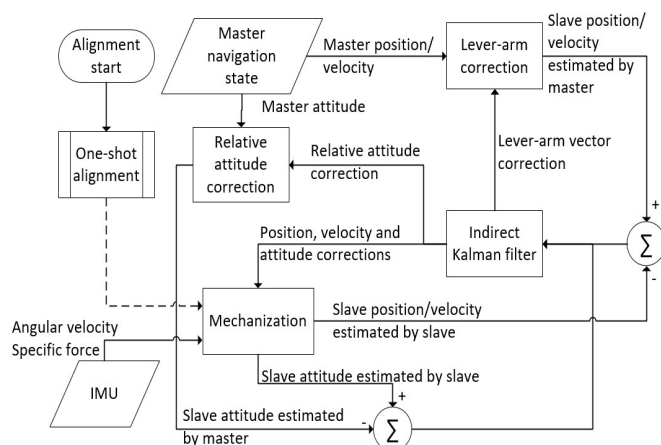 Alignment
start
Master
navigation
state
Master position/
velocity
Lever-arm
correction
Slave position/
velocity
estimated by
master
Master attitude
One-shot
alignment
Relative
attitude
correction
Relative attitude
correction
Lever-arm vector
correction
Position, velocity and
attitude corrections
Indirect
Kalman filter
+
Σ
-
Mechanization
Slave position/velocity
estimated by slave
Angular velocity
Specific force
IMU
Slave attitude estimated by slave
+
Slave attitude estimated
by master
-
Σ